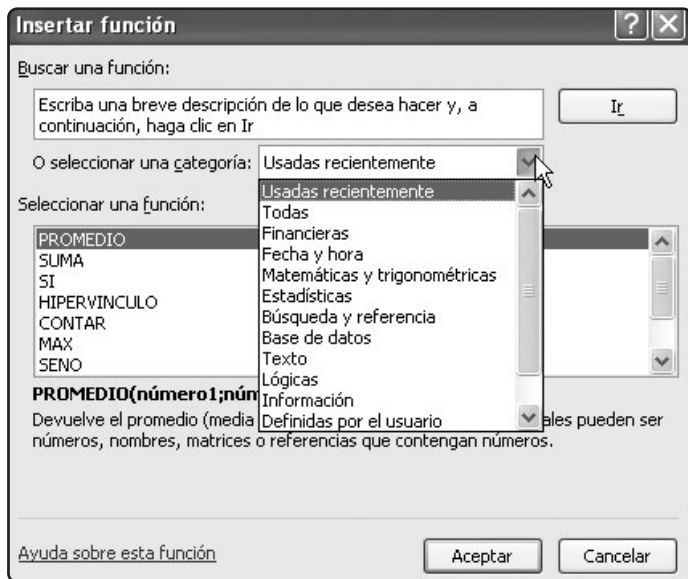 Insertar función
Buscar una función:
Escriba una breve descripción de lo que desea hacer y, a
continuación, haga clic en Ir
Ir
O seleccionar una categoría: Usadas recientemente
Usadas recientemente
Todas
Financieras
Fecha y hora
Matemáticas y trigonométricas
Estadísticas
Búsqueda y referencia
Base de datos
Texto
Lógicas
Información
Definidas por el usuario
Seleccionar una función:
PROMEDIO
SUMA
SI
HIPERVINCULO
CONTAR
MAX
SENO
PROMEDIO(número1;núm
Devuelve el promedio (media ales pueden ser
números, nombres, matrices o referencias que contengan números.
Ayuda sobre esta función
Aceptar
Cancelar